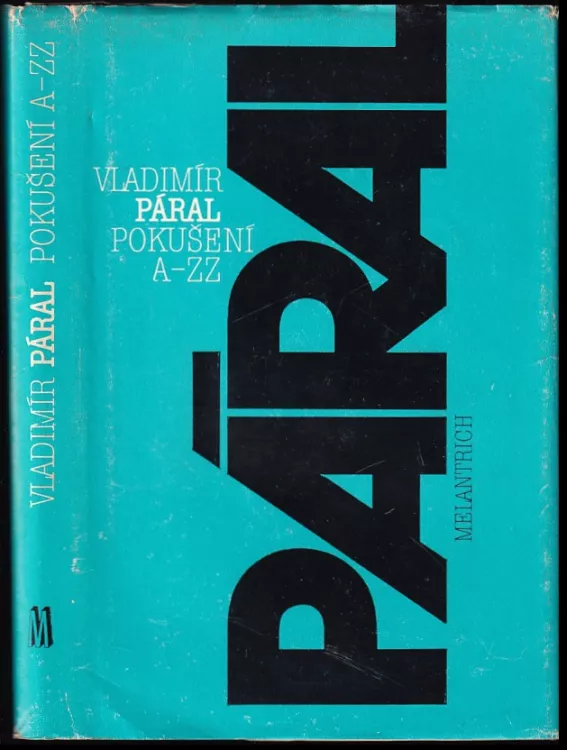 VLADIMÍR PÁRAL POKUŠENÍ A-ZZ
M
VLADIMÍR
PÁRAL
POKUŠENÍ
A-ZZ
PÁRAL
MELANTRICH